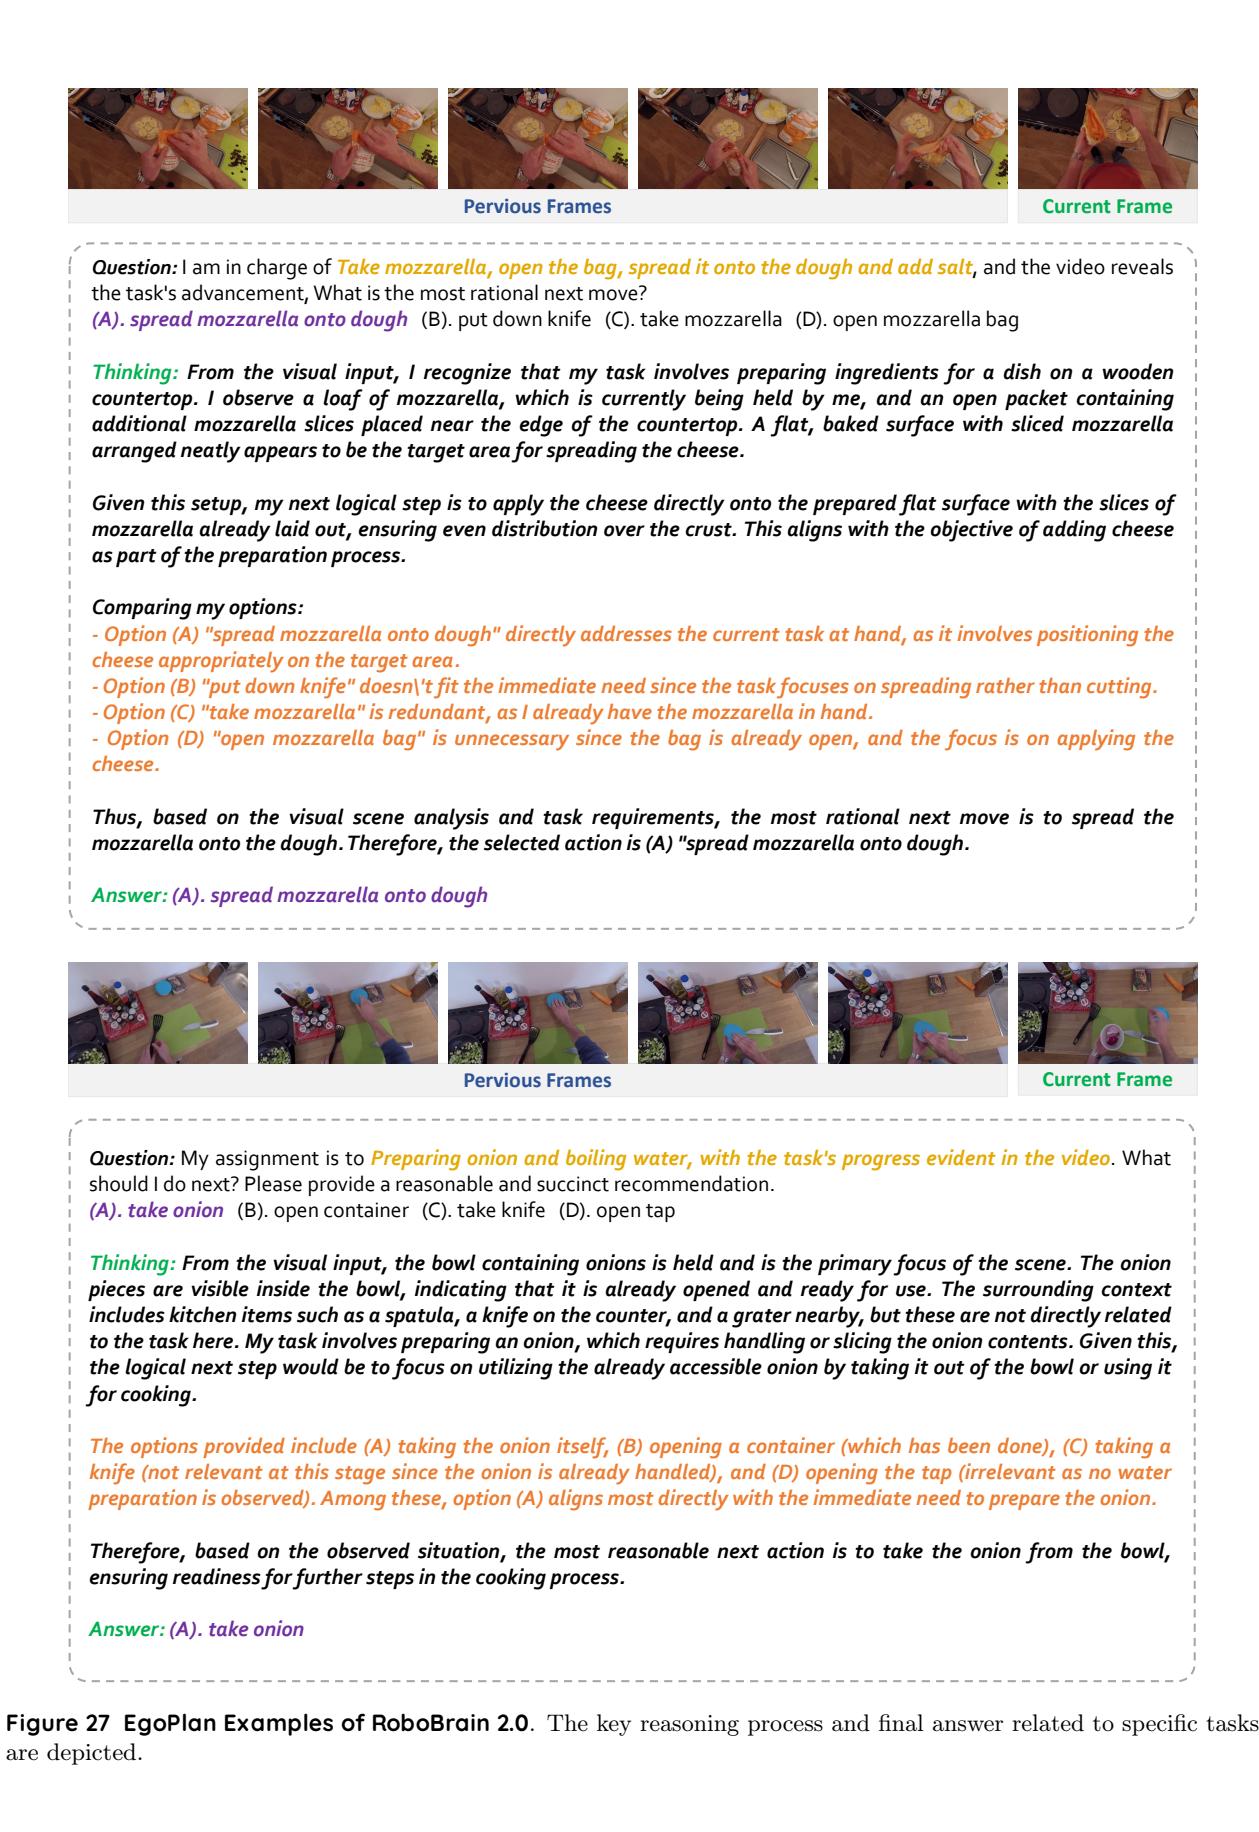 Pervious Frames
Current Frame
Question: I am in charge of Take mozzarella, open the bag, spread it onto the dough and add salt, and the video reveals
the task's advancement, What is the most rational next move?
(A). spread mozzarella onto dough (B). put down knife (C). take mozzarella (D). open mozzarella bag
Thinking: From the visual input, I recognize that my task involves preparing ingredients for a dish on a wooden
countertop. I observe a loaf of mozzarella, which is currently being held by me, and an open packet containing
additional mozzarella slices placed near the edge of the countertop. A flat, baked surface with sliced mozzarella
arranged neatly appears to be the target area for spreading the cheese.
Given this setup, my next logical step is to apply the cheese directly onto the prepared flat surface with the slices of
mozzarella already laid out, ensuring even distribution over the crust. This aligns with the objective of adding cheese
as part of the preparation process.
Comparing my options:
- Option (A) "spread mozzarella onto dough" directly addresses the current task at hand, as it involves positioning the
cheese appropriately on the target area.
- Option (B) "put down knife" doesn\'t fit the immediate need since the task focuses on spreading rather than cutting.
- Option (C) "take mozzarella" is redundant, as I already have the mozzarella in hand.
- Option (D) "open mozzarella bag" is unnecessary since the bag is already open, and the focus is on applying the
cheese.
Thus, based on the visual scene analysis and task requirements, the most rational next move is to spread the
mozzarella onto the dough. Therefore, the selected action is (A) "spread mozzarella onto dough.
Answer: (A). spread mozzarella onto dough
Pervious Frames
Current Frame
Question: My assignment is to Preparing onion and boiling water, with the task's progress evident in the video. What
should I do next? Please provide a reasonable and succinct recommendation.
(A). take onion (B). open container (C). take knife (D). open tap
Thinking: From the visual input, the bowl containing onions is held and is the primary focus of the scene. The onion
pieces are visible inside the bowl, indicating that it is already opened and ready for use. The surrounding context
includes kitchen items such as a spatula, a knife on the counter, and a grater nearby, but these are not directly related
to the task here. My task involves preparing an onion, which requires handling or slicing the onion contents. Given this,
the logical next step would be to focus on utilizing the already accessible onion by taking it out of the bowl or using it
for cooking.
The options provided include (A) taking the onion itself, (B) opening a container (which has been done), (C) taking a
knife (not relevant at this stage since the onion is already handled), and (D) opening the tap (irrelevant as no water
preparation is observed). Among these, option (A) aligns most directly with the immediate need to prepare the onion.
Therefore, based on the observed situation, the most reasonable next action is to take the onion from the bowl,
ensuring readiness for further steps in the cooking process.
Answer: (A). take onion
Figure 27 EgoPlan Examples of RoboBrain 2.0. The key reasoning process and final answer related to specific tasks
are depicted.